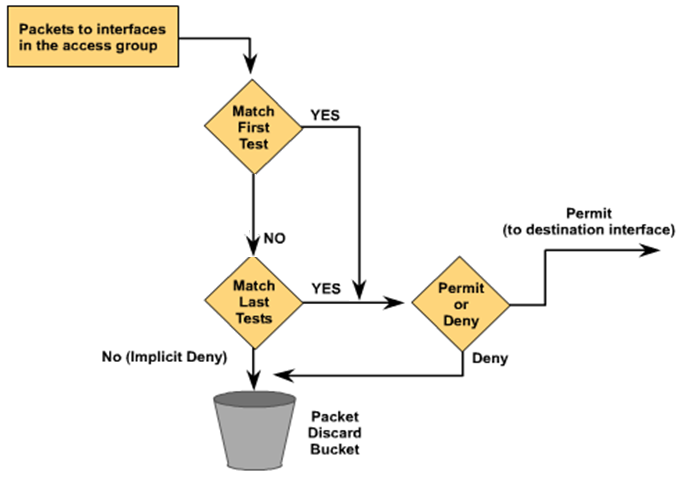 Packets to interfaces
in the access group
Match
First
Test
YES
NO
Permit
(to destination interface)
Match
Last
Tests
YES
Permit
or
Deny
No (Implicit Deny)
Deny
Packet
Discard
Bucket